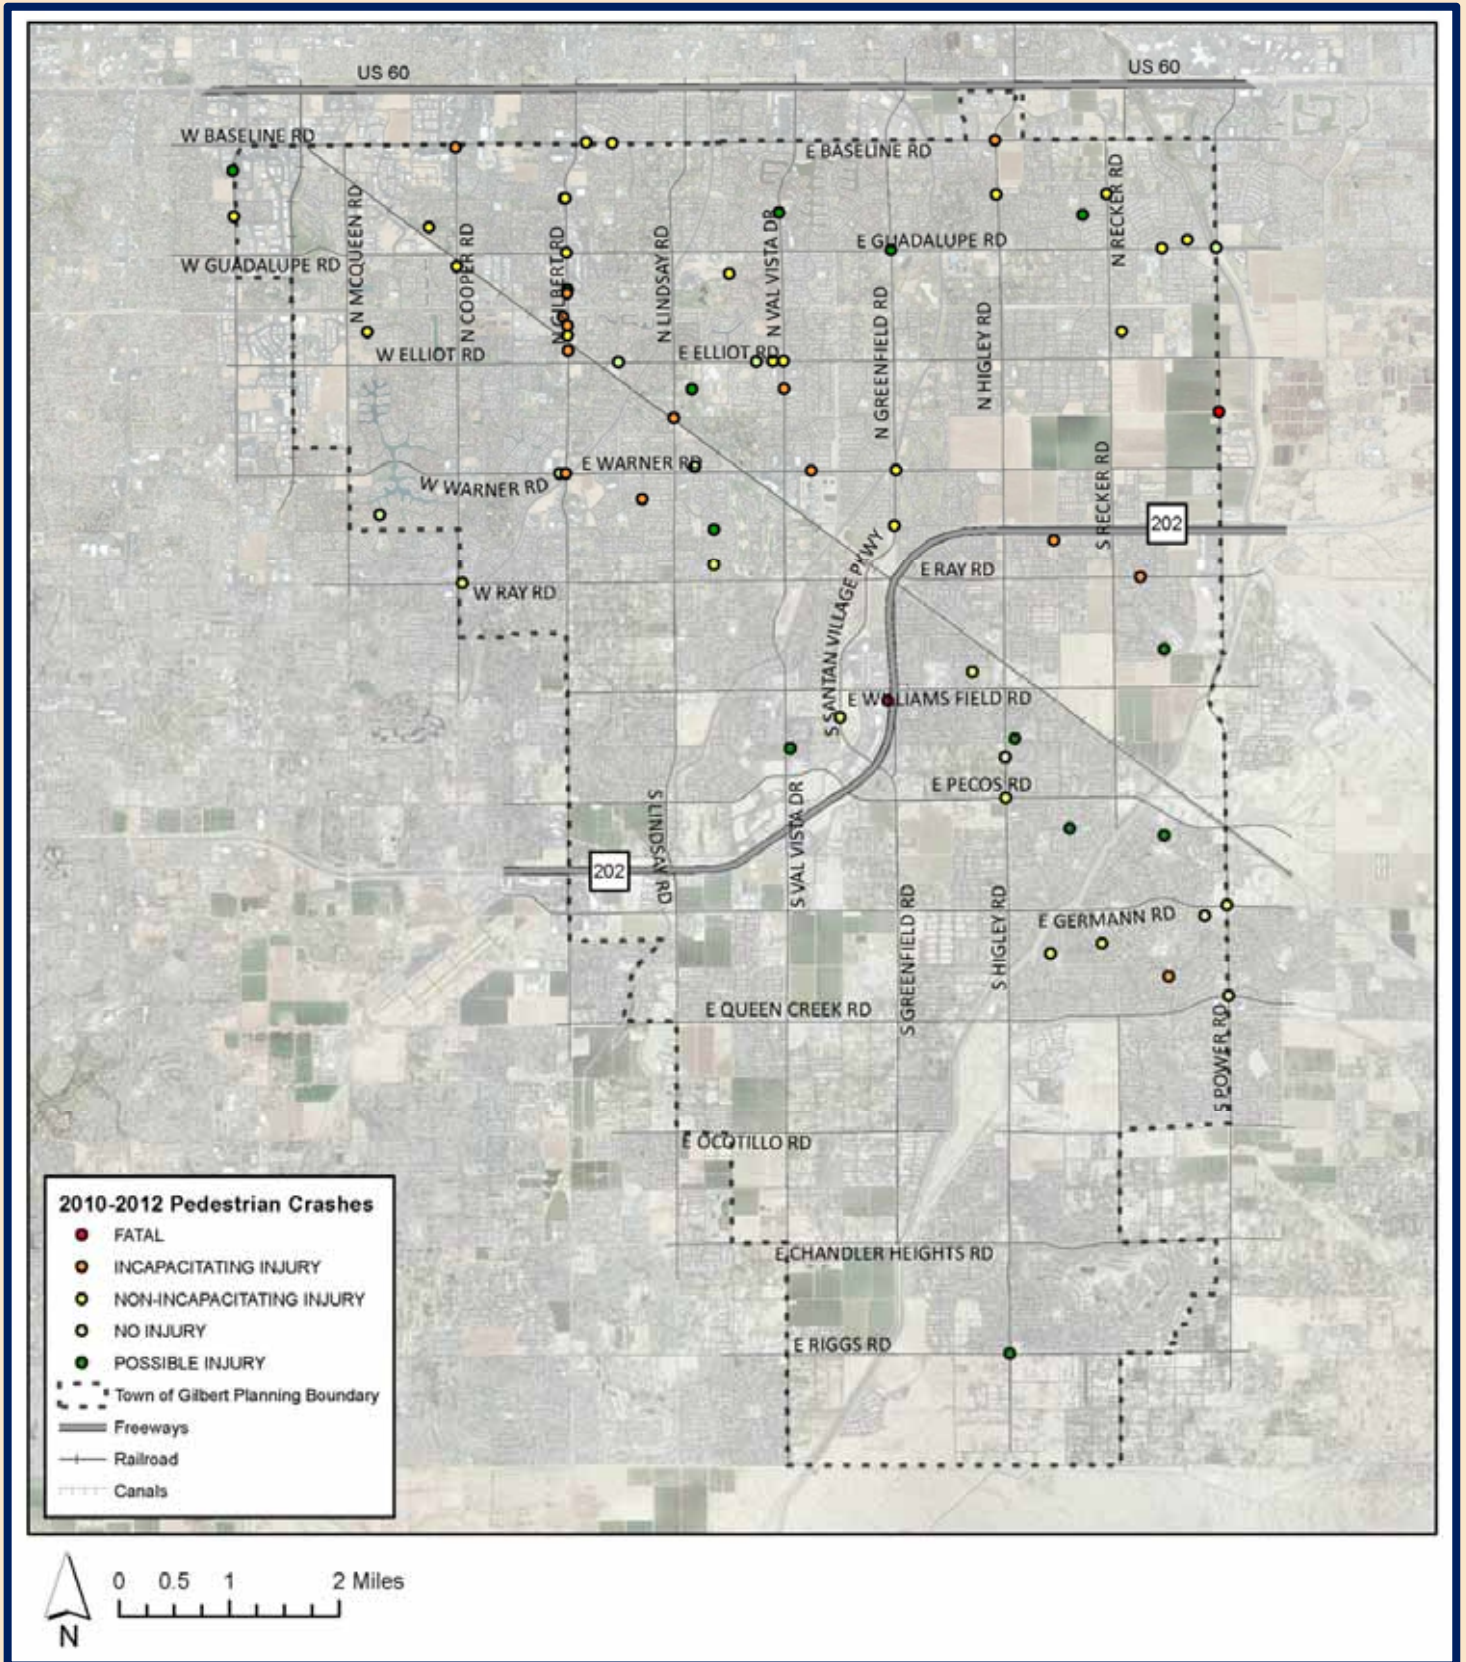 US 60
US 60
W BASELINE RD
E BASELINE RD
N MCQUEEN RD
N COOPER RD
N GILBERT RD
N LINDSAY RD
N VAL VISTA DR
N GREENFIELD RD
N HIGLEY RD
N RECKER RD
E GUADALUPE RD
W GUADALUPE RD
W ELLIOT RD
E ELLIOT RD
E WARNER RD
W WARNER RD
S RECKER RD
202
S SANTAN VILLAGE PKWY
E RAY RD
W RAY RD
E WILLIAMS FIELD RD
E PECOS RD
S LINDSAY RD
S VAL VISTA DR
202
S GREENFIELD RD
S HIGLEY RD
E GERMANN RD
E QUEEN CREEK RD
S POWER RD
E OCOTILLO RD
E CHANDLER HEIGHTS RD
E RIGGS RD
2010-2012 Pedestrian Crashes
FATAL
INCAPACITATING INJURY
NON-INCAPACITATING INJURY
NO INJURY
POSSIBLE INJURY
Town of Gilbert Planning Boundary
Freeways
Railroad
Canals
N
0 0.5 1 2 Miles